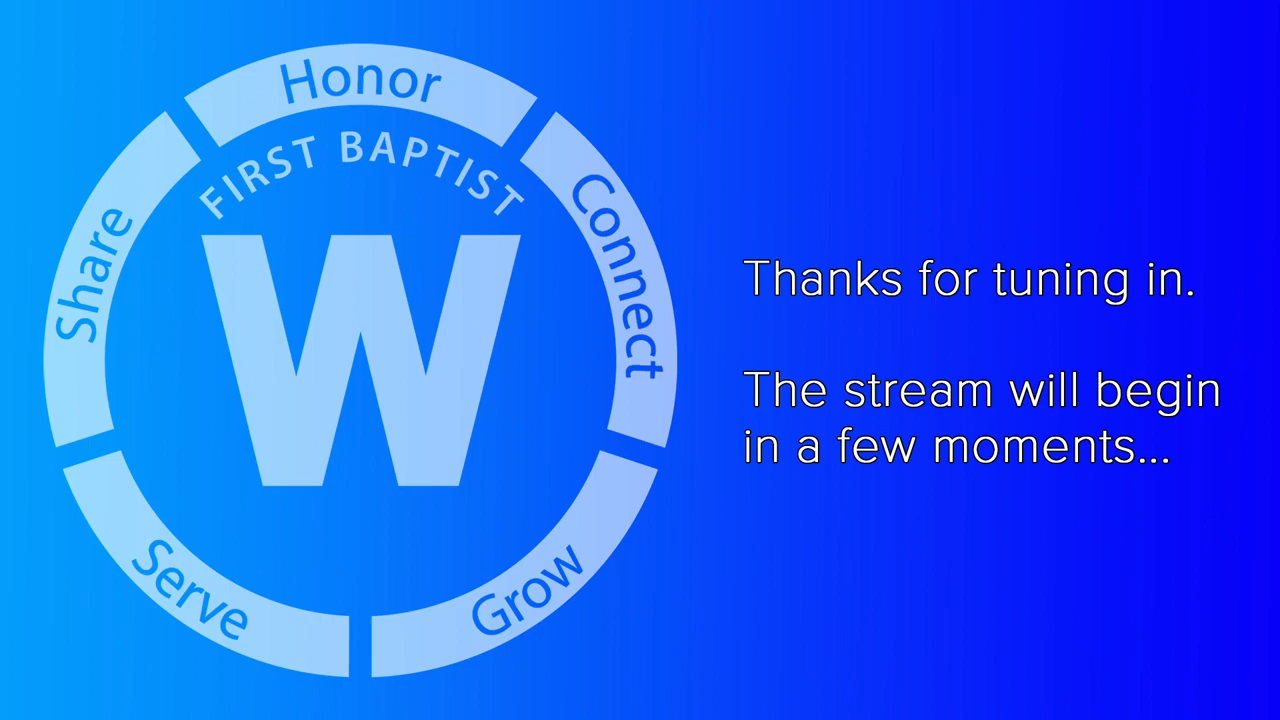 Honor
FIRST BAPTIST
Share
Connect
W
Serve
Grow
Thanks for tuning in.
The stream will begin
in a few moments...